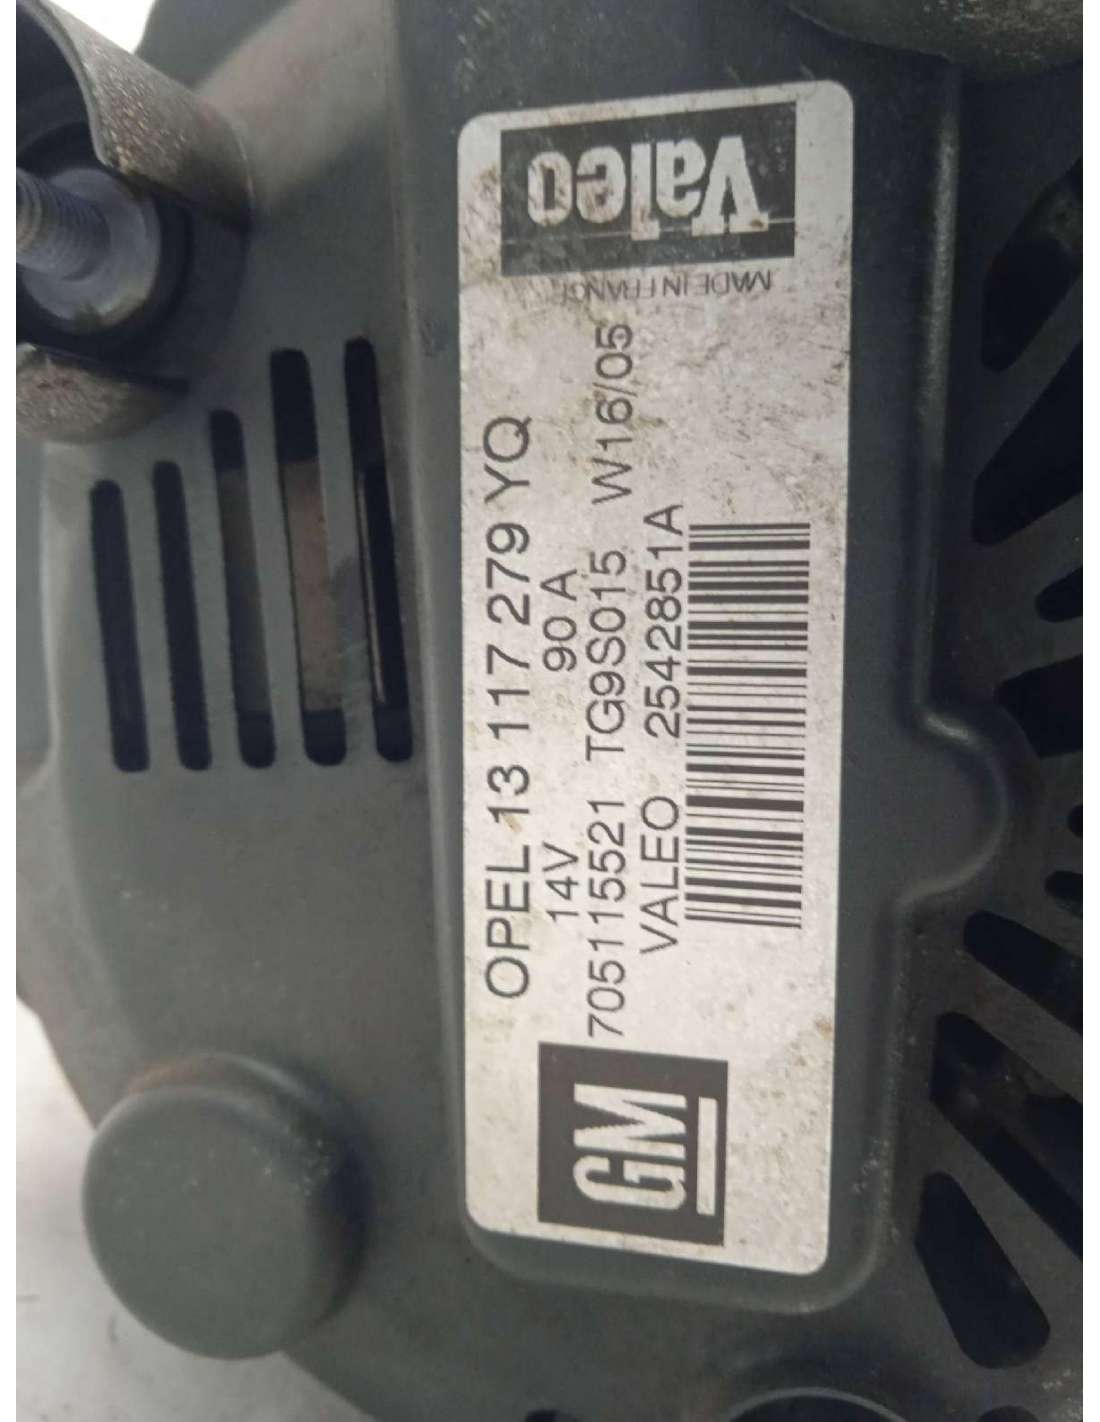 Valeo
MADE IN FRANCE
OPEL 13 117 279 YQ
14V 90 A
705115521 TG9S015 W16/05
VALEO 2542851A
GM